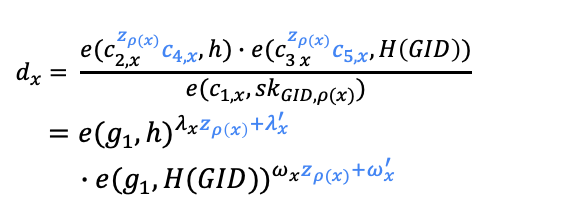 d_x = \frac{e(c_{2,x}^{z_{ρ(x)}} c_{4,x}, h) · e(c_{3 x}^{z_{ρ(x)}} c_{5,x}, H(GID))}{e(c_{1,x}, sk_{GID,ρ(x)})}
= e(g_1, h)^{λ_x z_{ρ(x)} + λ'_x}
· e(g_1, H(GID))^{ω_x z_{ρ(x)} + ω'_x}